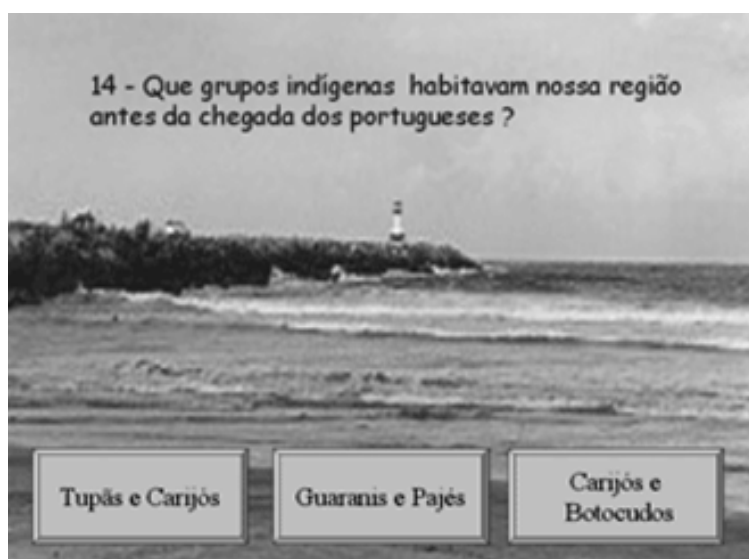 14 - Que grupos indígenas habitavam nossa região
antes da chegada dos portugueses ?
Tupãs e Carijós
Guaranis e Pajés
Carijós e
Botocudos